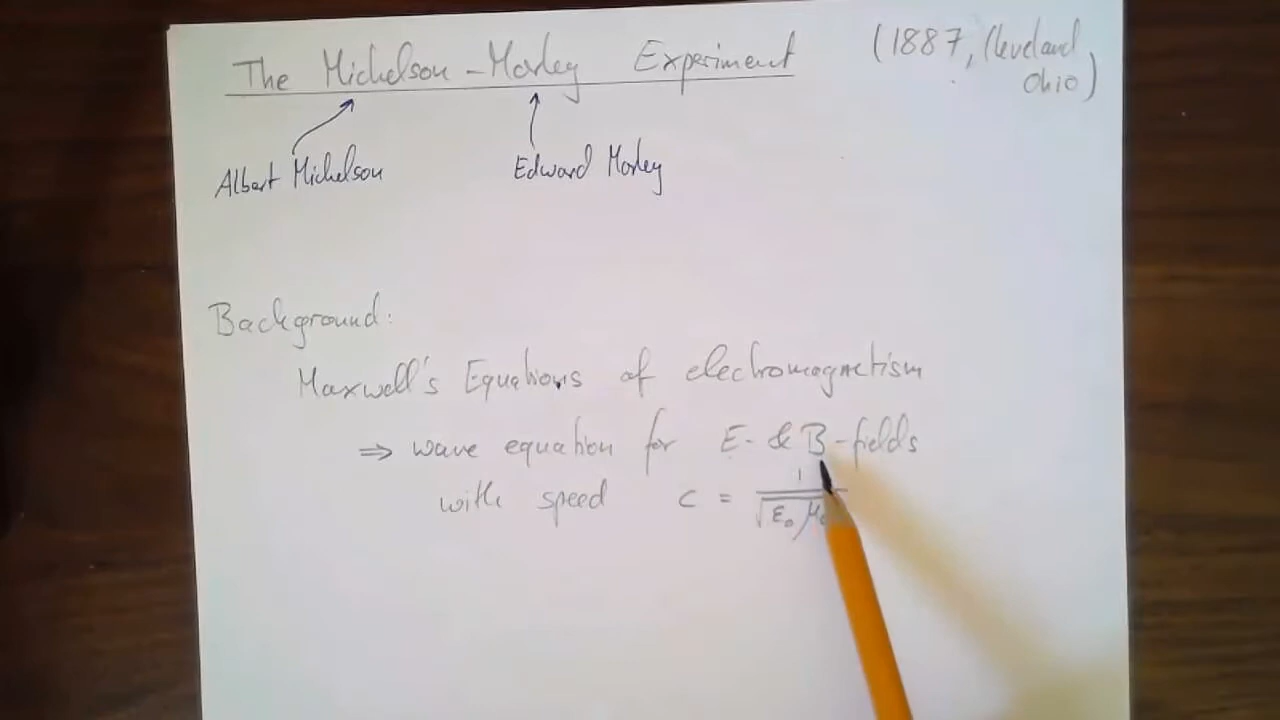 The Michelson-Morley Experiment (1887, Cleveland
Ohio)
Albert Michelson Edward Morley
Background:
Maxwell's Equations of electromagnetism
⇒ wave equation for E- & B-fields
with speed c = 1/√(ε₀μ₀)